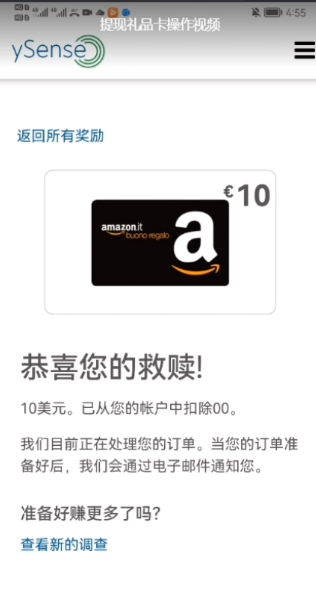 提现礼品卡操作视频
4:55
ySense
返回所有奖励
€10
amazon.it
buono regalo
a
恭喜您的救赎!
10美元。已从您的帐户中扣除00。
我们目前正在处理您的订单。当您的订单准
备好后，我们会通过电子邮件通知您。
准备好赚更多了吗?
查看新的调查